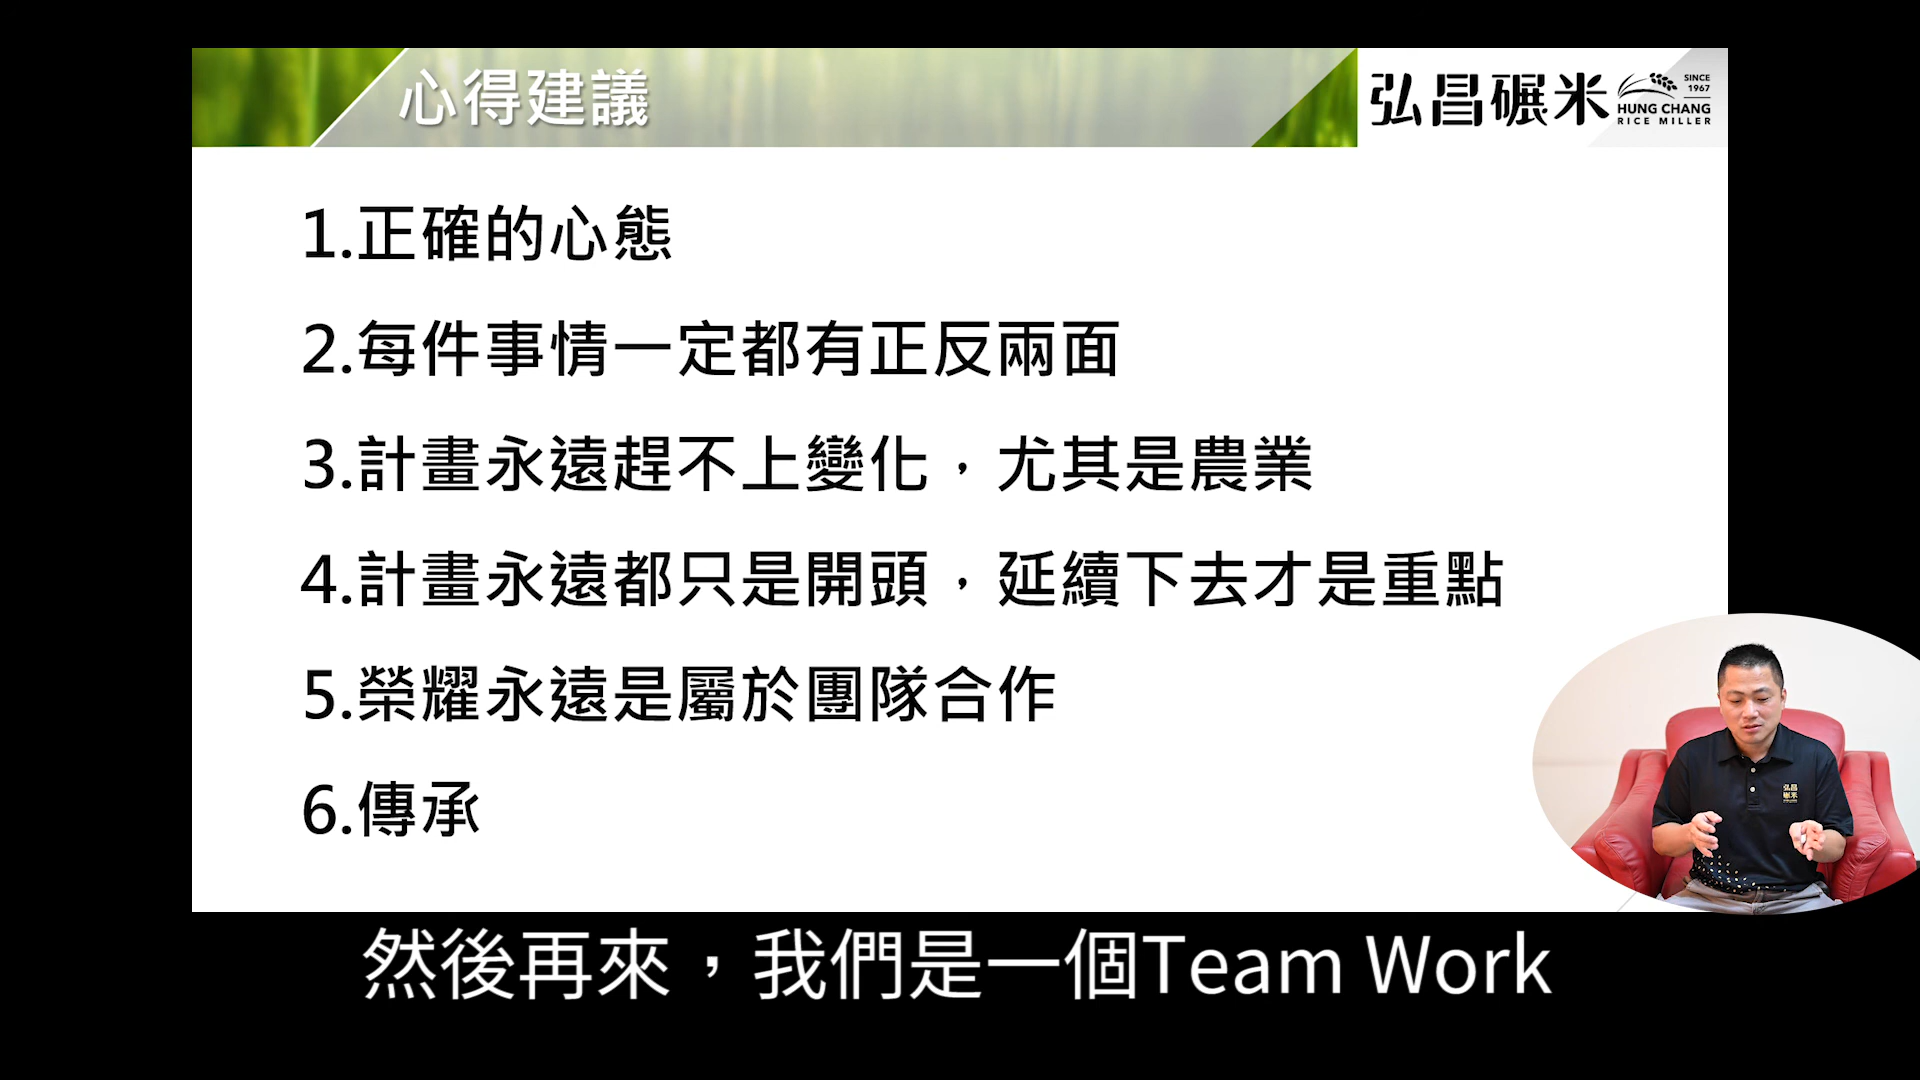 心得建議
弘昌碾米
SINCE
1967
HUNG CHANG
RICE MILLER
1.正確的心態
2.每件事情一定都有正反兩面
3.計畫永遠趕不上變化，尤其是農業
4.計畫永遠都只是開頭，延續下去才是重點
5.榮耀永遠是屬於團隊合作
6.傳承
弘昌
碾米
然後再來，我們是一個Team Work